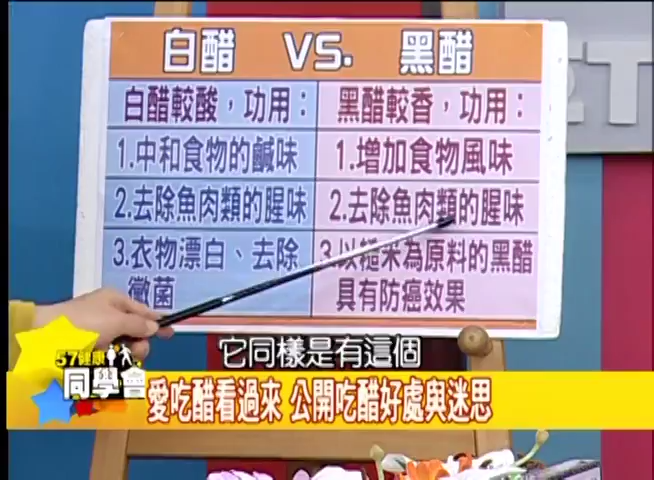 白醋 VS. 黑醋
白醋較酸，功用：
1.中和食物的鹹味
2.去除魚肉類的腥味
3.衣物漂白、去除
黴菌
黑醋較香，功用：
1.增加食物風味
2.去除魚肉類的腥味
3.以糙米為原料的黑醋
具有防癌效果
它同樣是有這個
57健康
同學會
愛吃醋看過來 公開吃醋好處與迷思